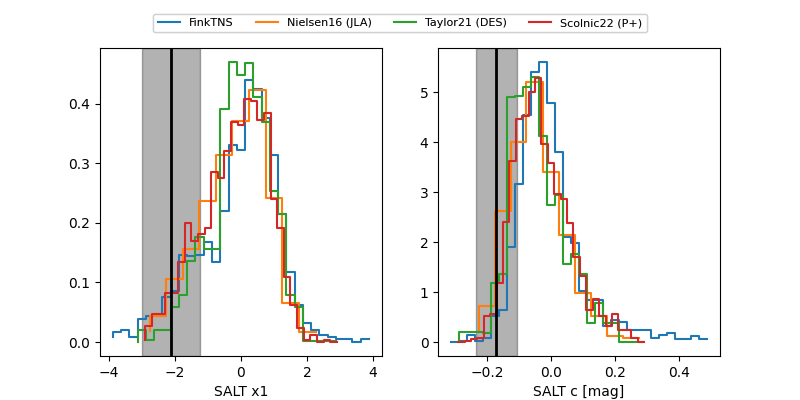 FinkTNS Nielsen16 (JLA) Taylor21 (DES) Scolnic22 (P+)
0.4
0.3
0.2
0.1
0.0
−4 −2 0 2 4
SALT x1
5
4
3
2
1
0
−0.2 0.0 0.2 0.4
SALT c [mag]